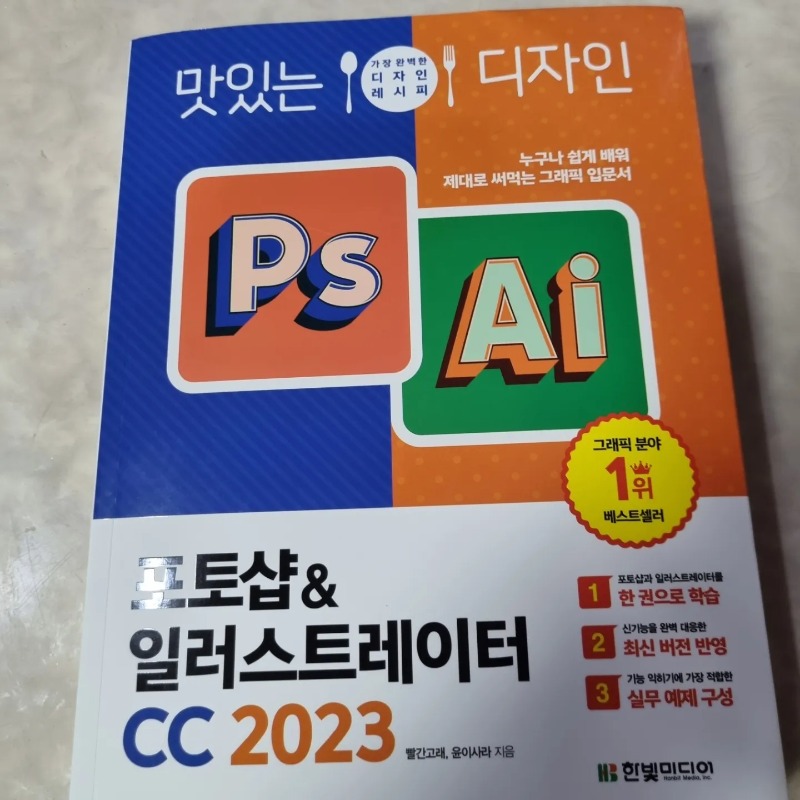 맛있는
가장 완벽한
디자인
레시피
디자인
누구나 쉽게 배워
제대로 써먹는 그래픽 입문서
Ps
Ai
그래픽 분야
1위
베스트셀러
포토샵&
일러스트레이터
CC 2023
빨간고래, 윤이사라 지음
1 포토샵과 일러스트레이터를
한 권으로 학습
2 신기능을 완벽 대응한
최신 버전 반영
3 기능 익히기에 가장 적합한
실무 예제 구성
HB 한빛미디어
Hanbit Media, Inc.